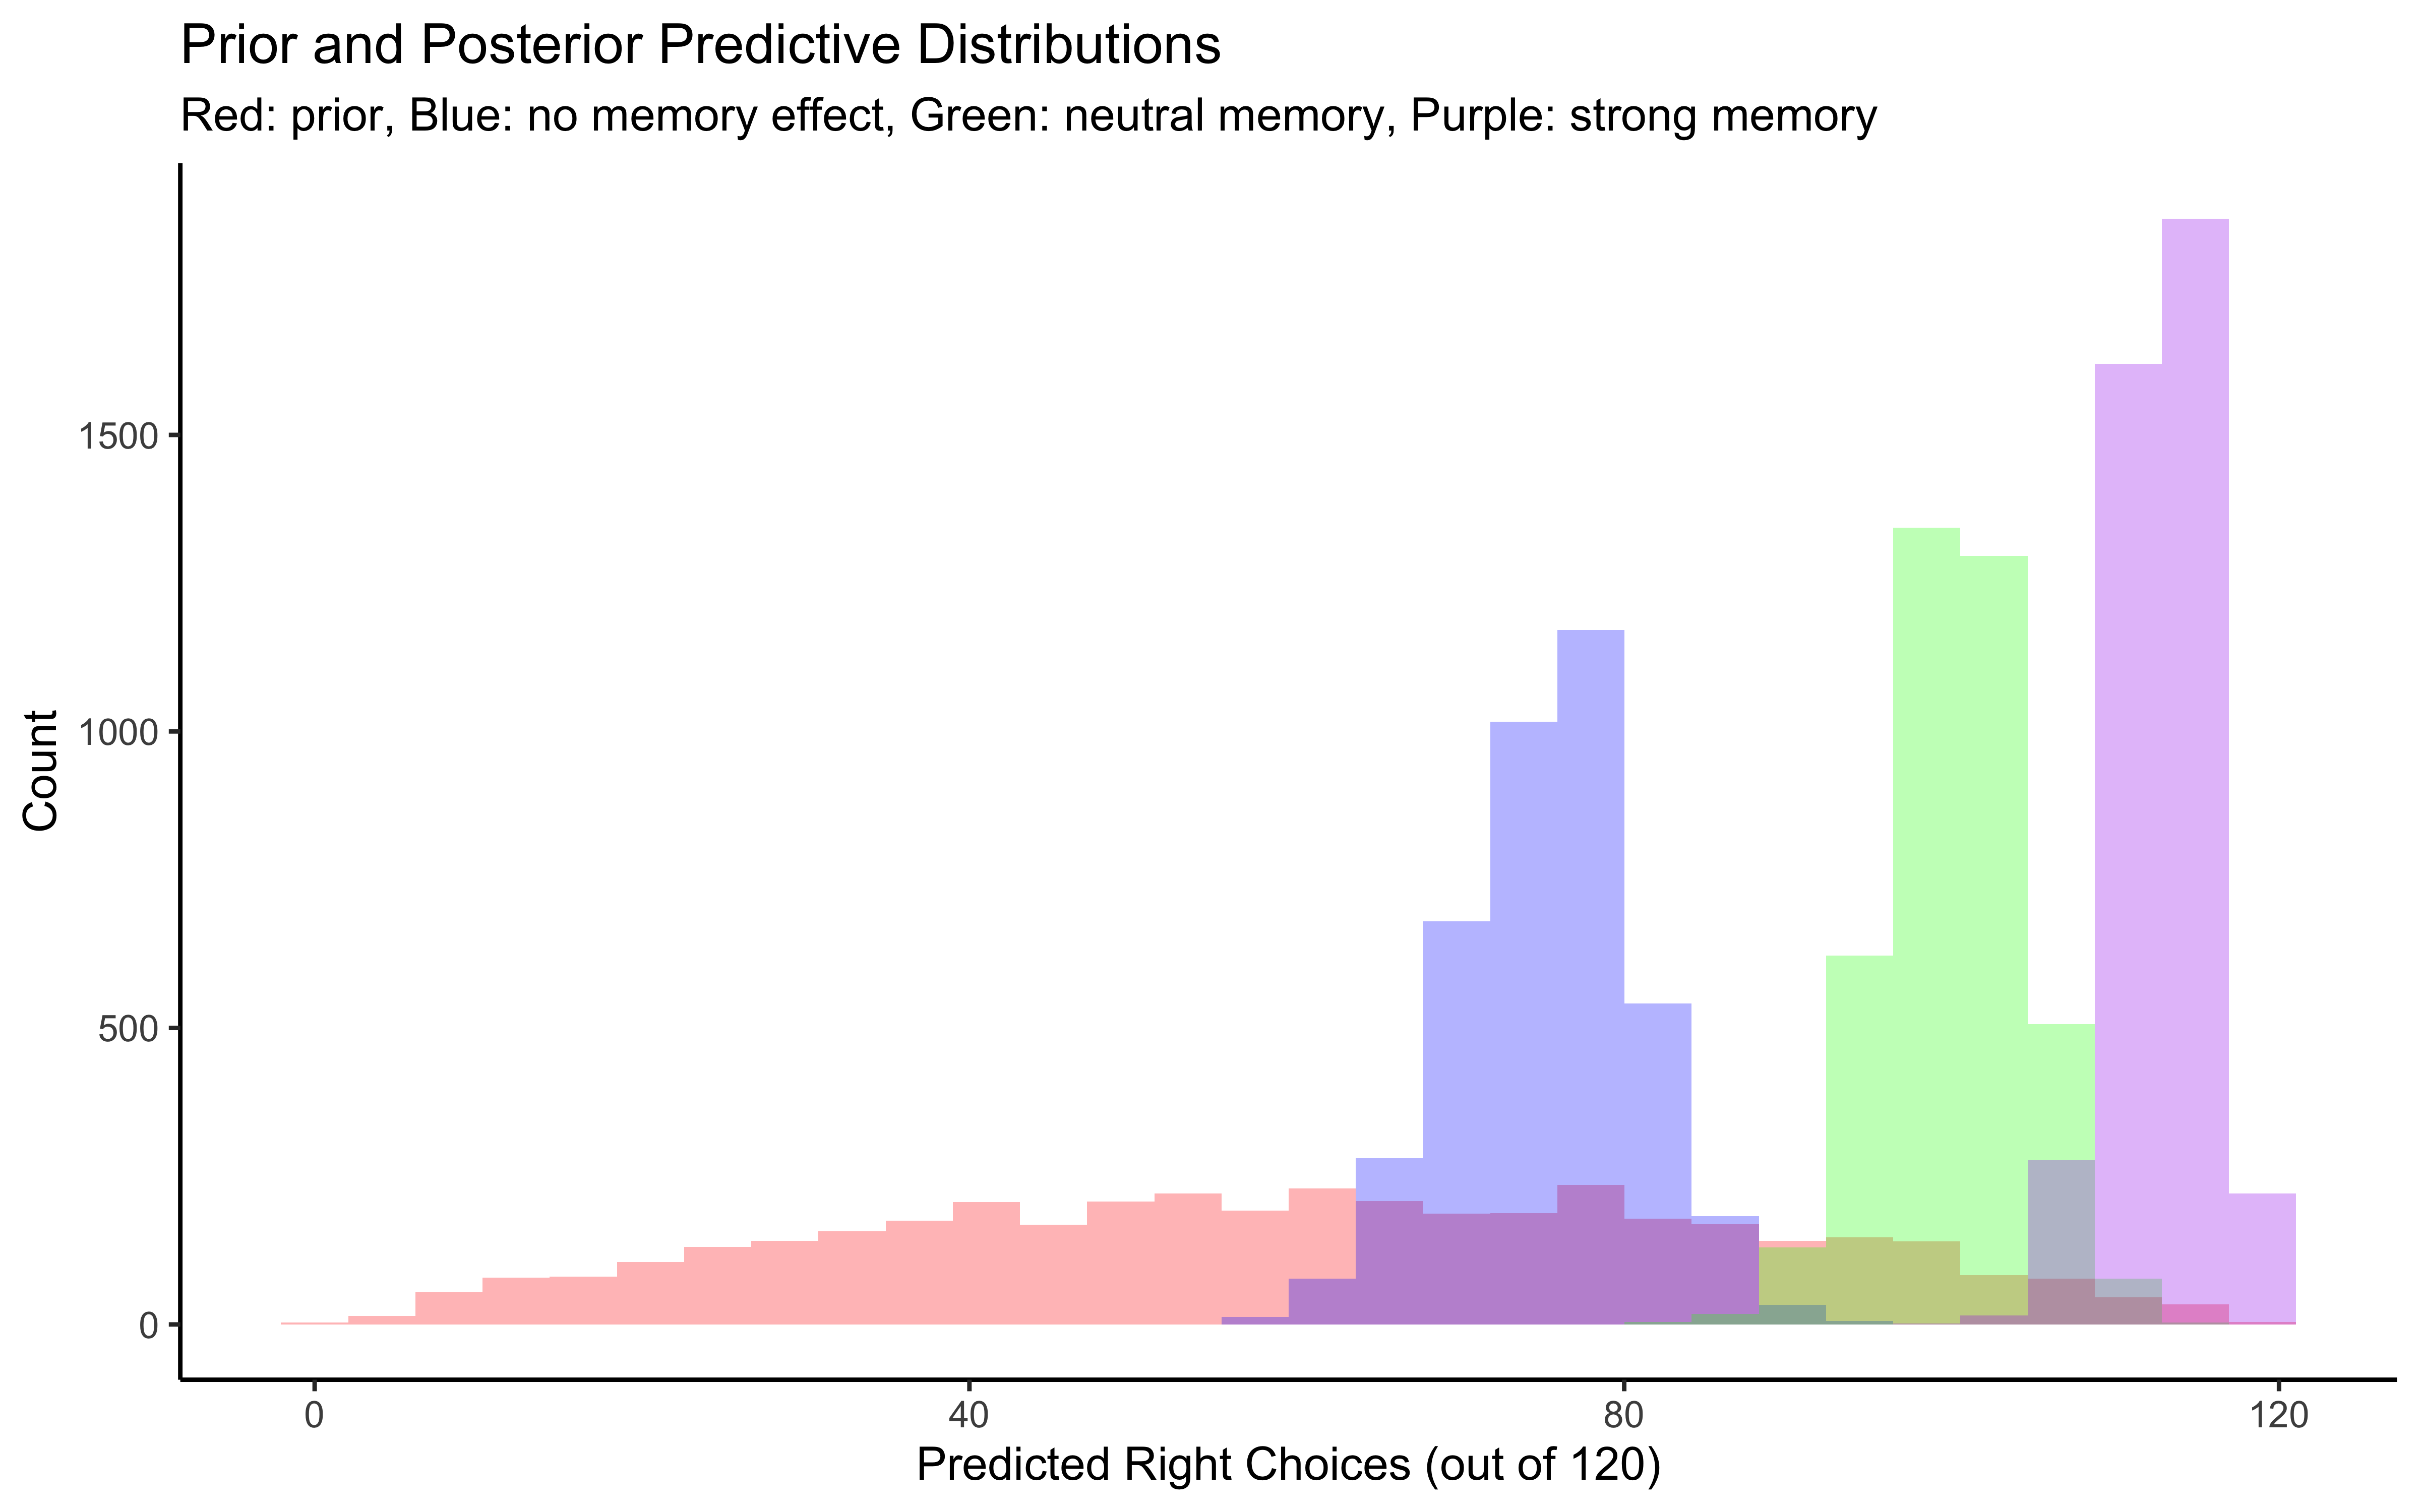 Prior and Posterior Predictive Distributions
Red: prior, Blue: no memory effect, Green: neutral memory, Purple: strong memory
Count
1500
1000
500
0
0
40
80
120
Predicted Right Choices (out of 120)